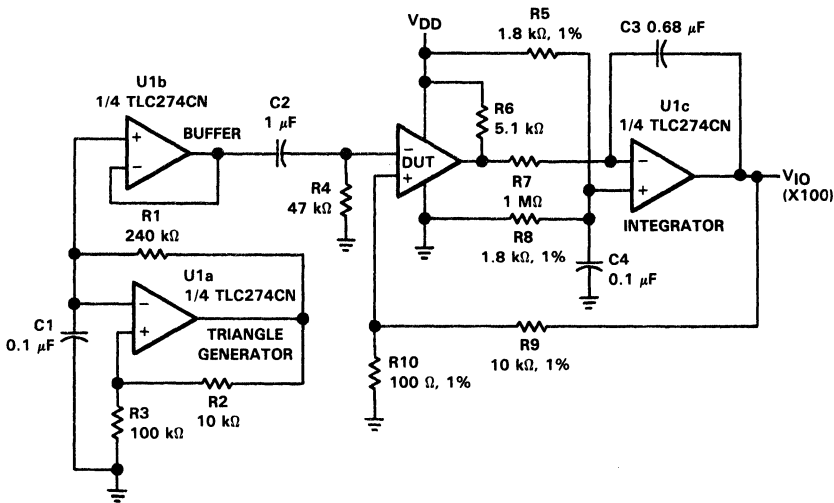 VDD
R5
1.8 kΩ, 1%
C3 0.68 μF
U1b
1/4 TLC274CN
BUFFER
C2
1 μF
R6
5.1 kΩ
U1c
1/4 TLC274CN
+
−
−
DUT
+
−
+
VIO
(X100)
R4
47 kΩ
R7
1 MΩ
INTEGRATOR
R1
240 kΩ
R8
1.8 kΩ, 1%
C4
0.1 μF
U1a
1/4 TLC274CN
−
+
TRIANGLE
GENERATOR
C1
0.1 μF
R9
10 kΩ, 1%
R10
100 Ω, 1%
R2
10 kΩ
R3
100 kΩ